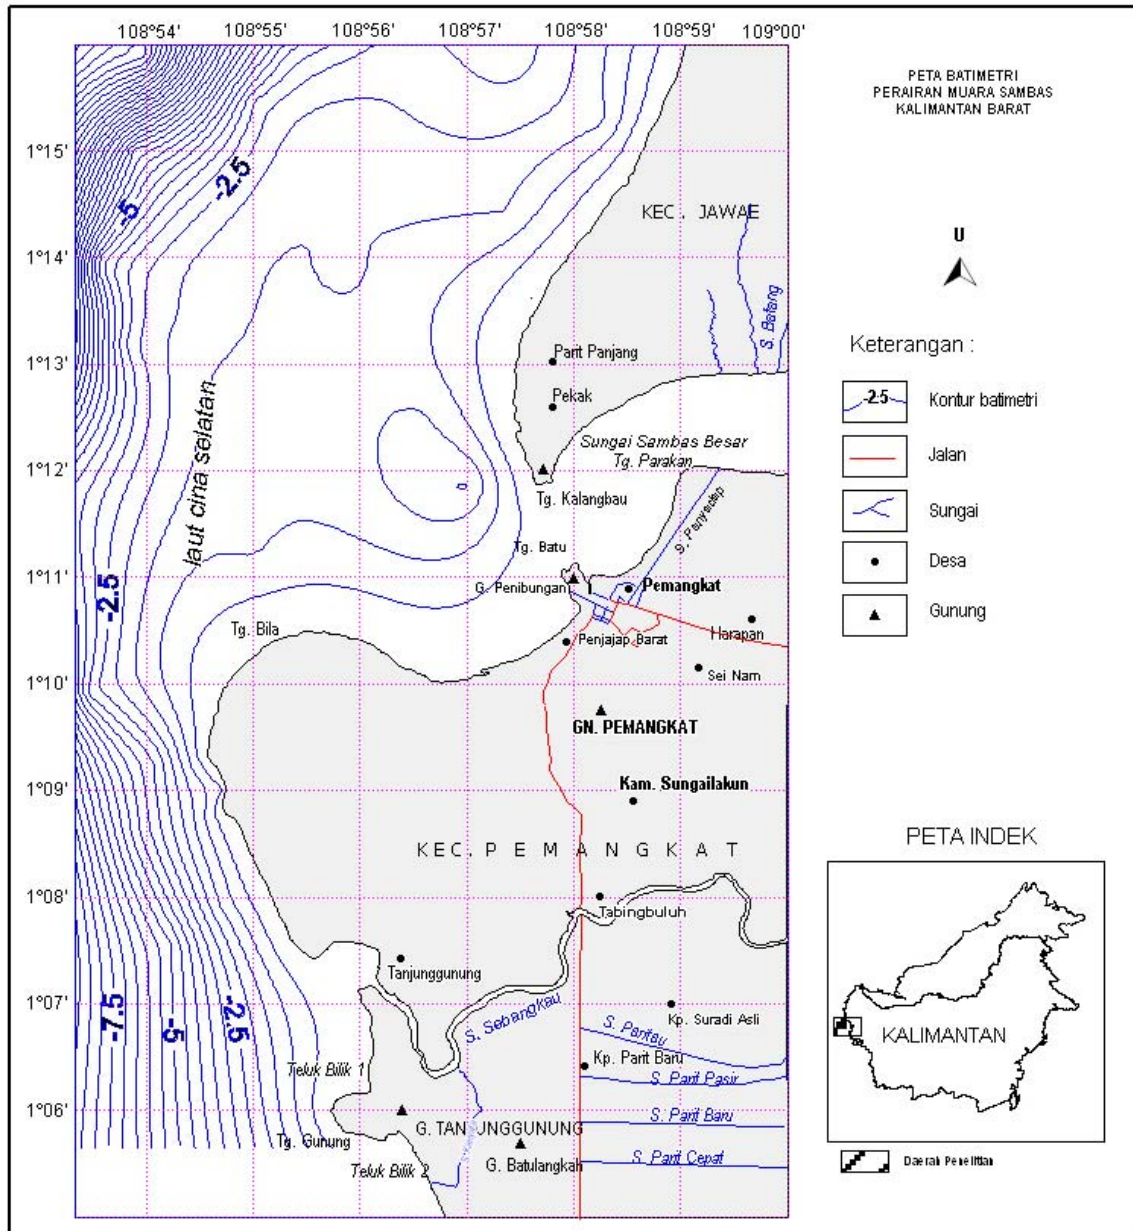 108°54' 108°55' 108°56' 108°57' 108°58' 108°59' 109°00'
PETA BATIMETRI
PERAIRAN MUARA SAMBAS
KALIMANTAN BARAT
1°15'
-2.5
-5
KEC. JAWAE
U
1°14'
S. Batang
Keterangan :
Parit Panjang
1°13'
-2.5 Kontur batimetri
Pekak
laut cina selatan
Sungai Sambas Besar
Jalan
1°12'
Tg. Parakan
0
Tg. Kalangbau
Sungai
S. Penyedap
Tg. Batu
Desa
1°11'
G. Penibungan
Pemangkat
-2.5
Gunung
Tg. Bila
Harapan
Penjajap Barat
1°10'
Sei Nam
GN. PEMANGKAT
1°09'
Kam. Sungailakun
KEC. PEMANGKAT
PETA INDEK
1°08'
Tabingbuluh
Tanjunggunung
1°07'
-7.5
-5
-2.5
S. Sebangkau
Kp. Suradi Asli
S. Paritau
KALIMANTAN
Teluk Bilik 1
Kp. Parit Baru
S. Parit Pasir
1°06'
S. Parit Baru
G. TANJUNGGUNUNG
Tg. Gunung
Teluk Bilik 2
G. Batulangkah
S. Parit Cepat
Daerah Penelitian